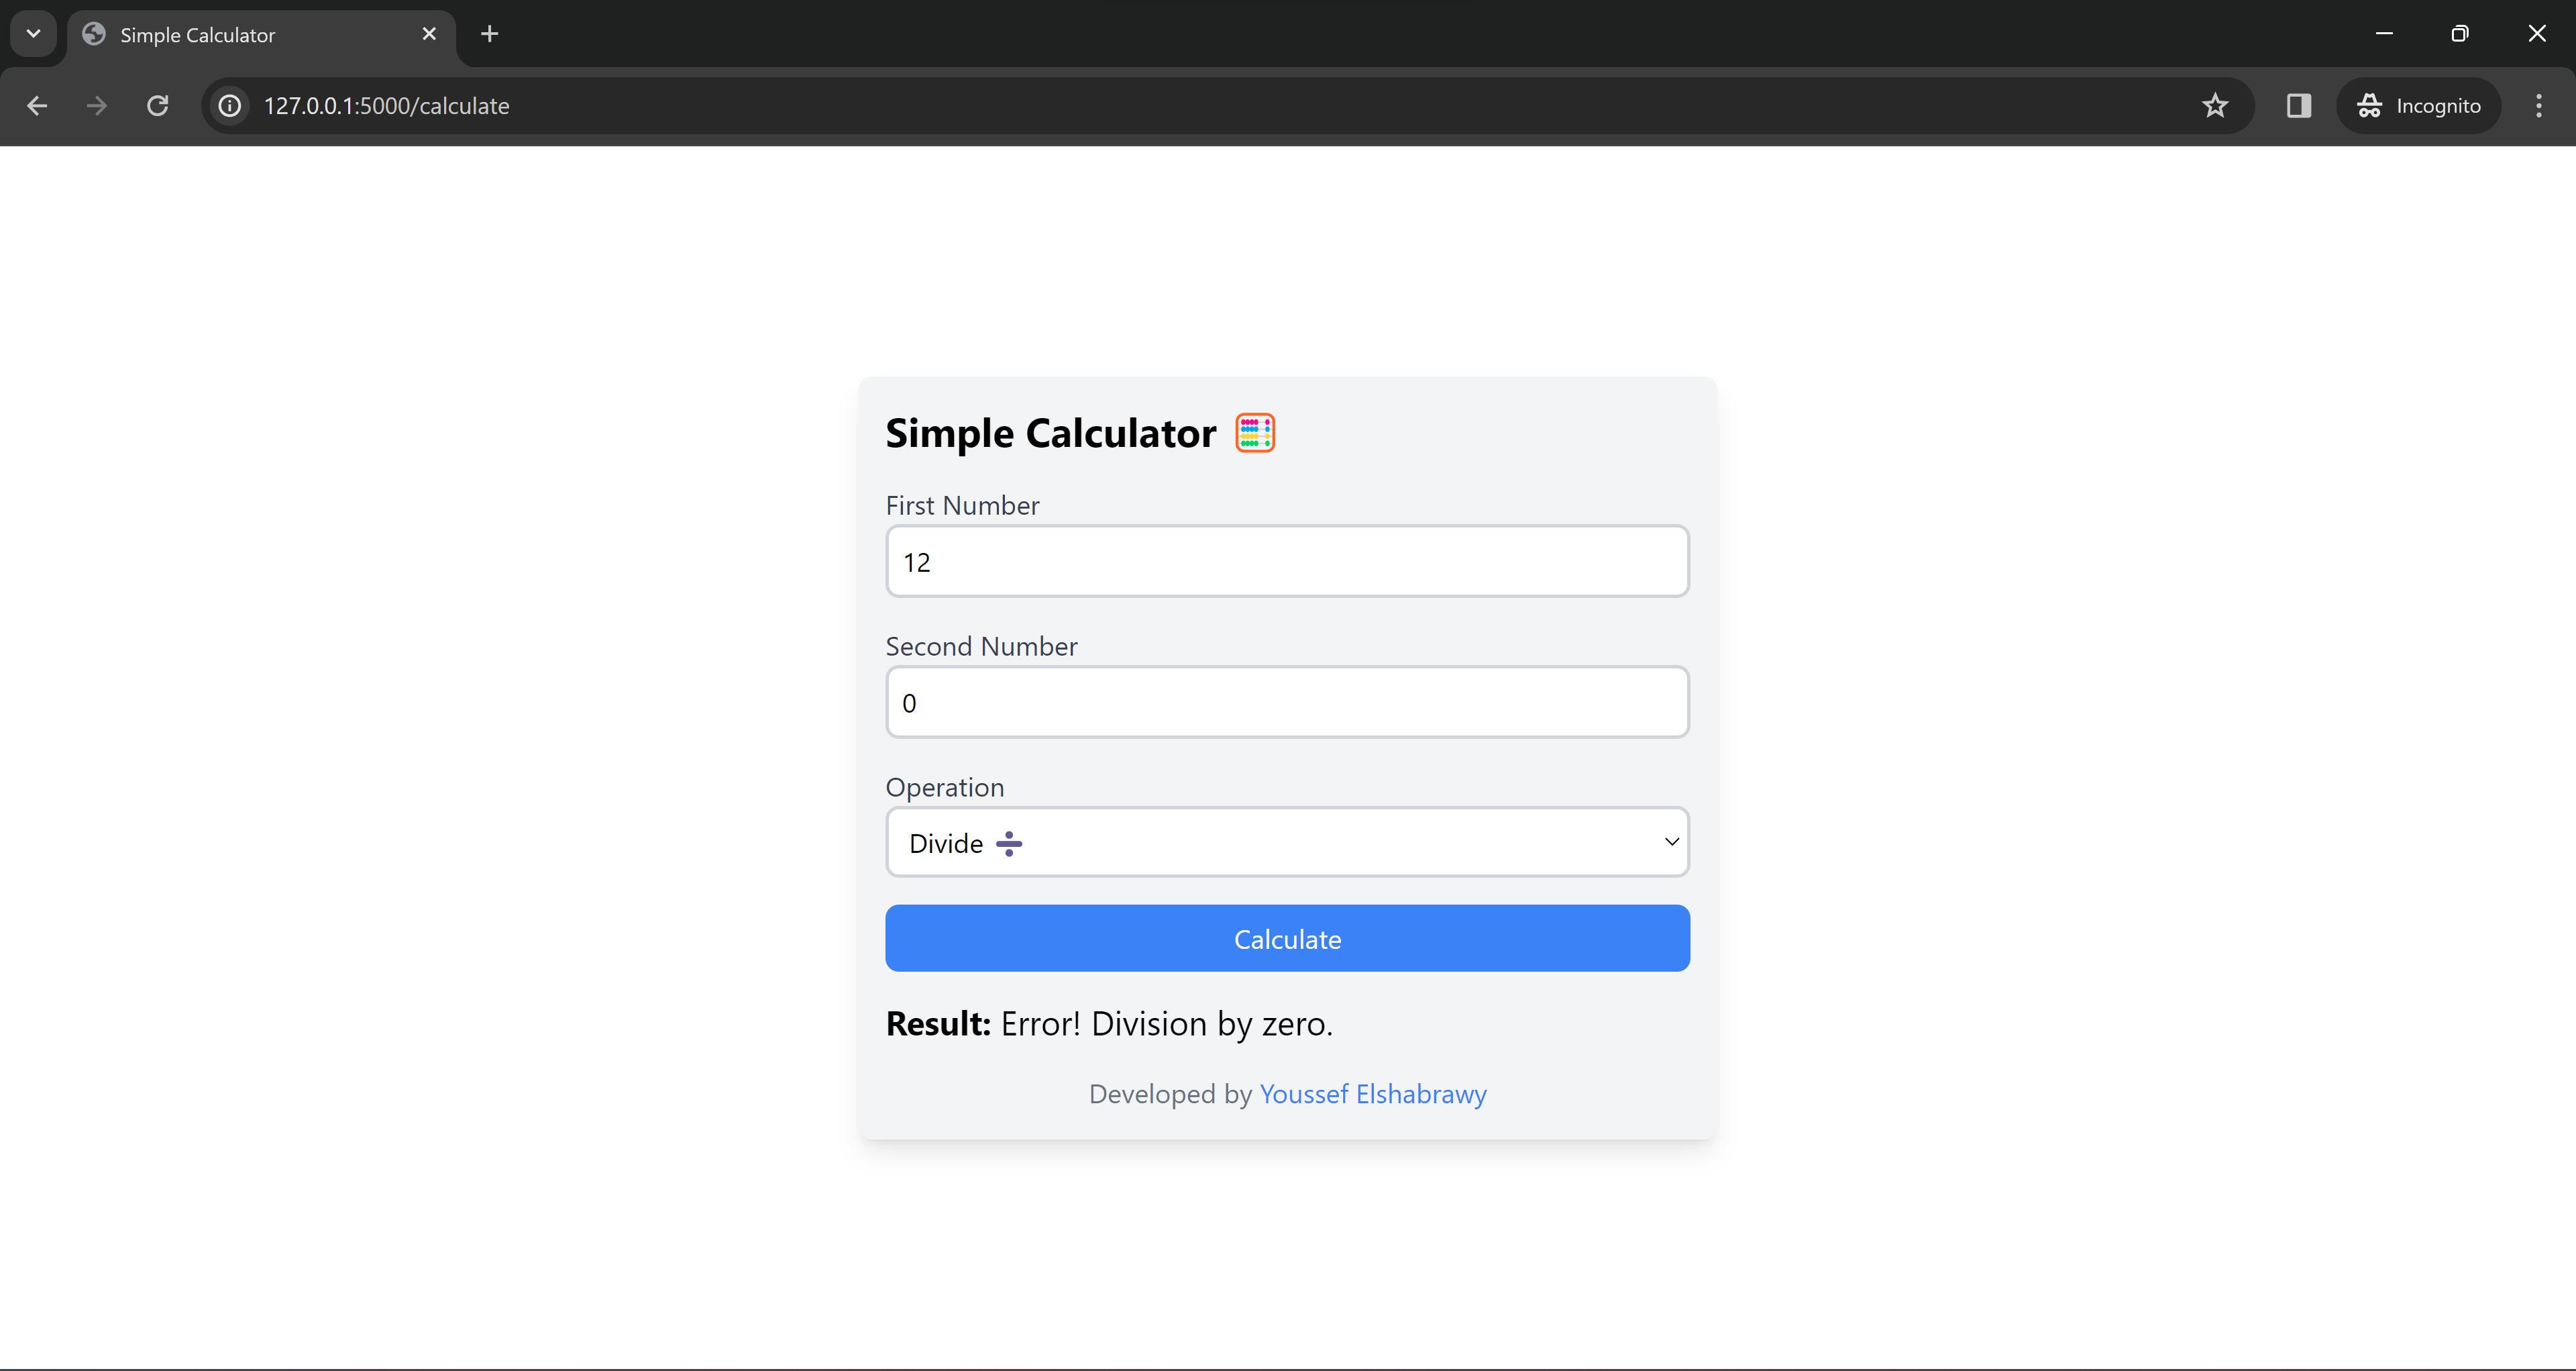 Simple Calculator
127.0.0.1:5000/calculate
Incognito
Simple Calculator 🧮
First Number
12
Second Number
0
Operation
Divide ➗
Calculate
Result: Error! Division by zero.
Developed by Youssef Elshabrawy